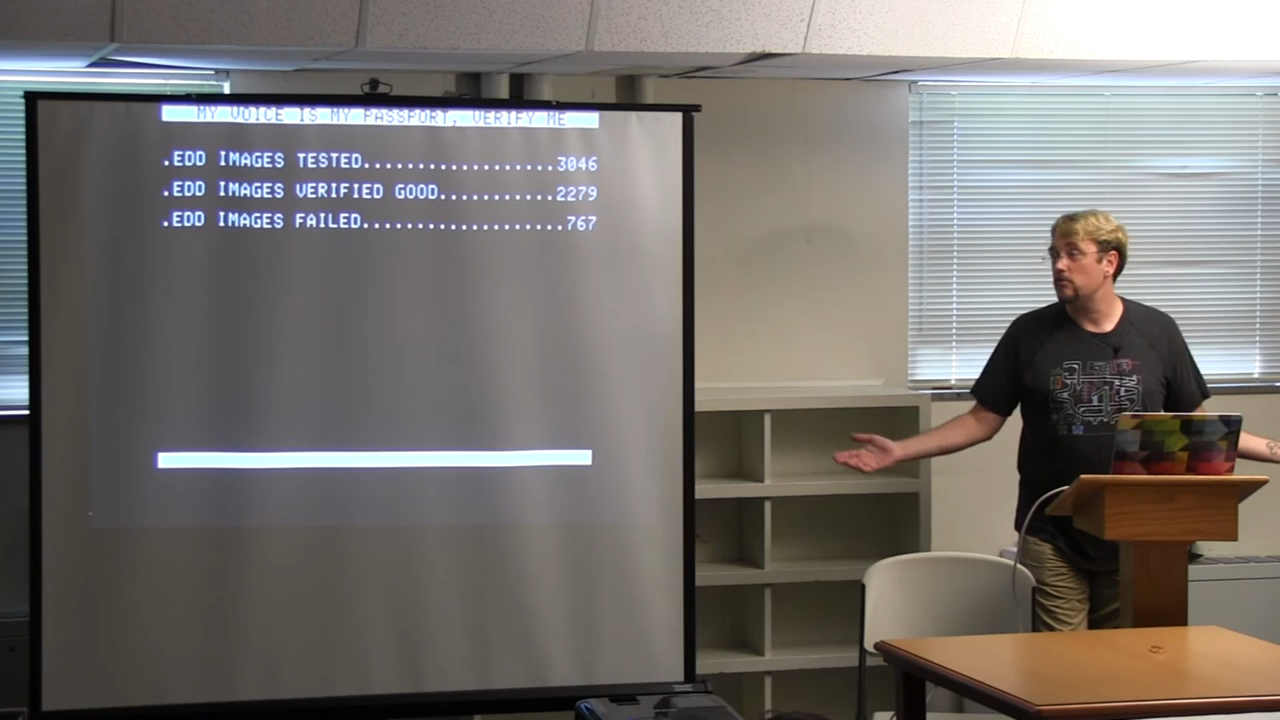 MY VOICE IS MY PASSPORT, VERIFY ME
.EDD IMAGES TESTED..................3046
.EDD IMAGES VERIFIED GOOD...........2279
.EDD IMAGES FAILED...................767